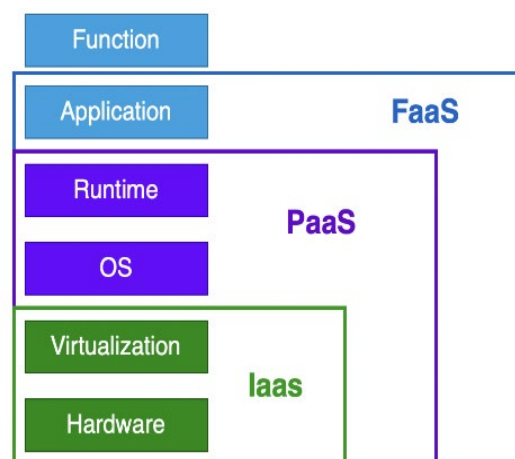 Function
Application
FaaS
Runtime
PaaS
OS
Virtualization
Iaas
Hardware